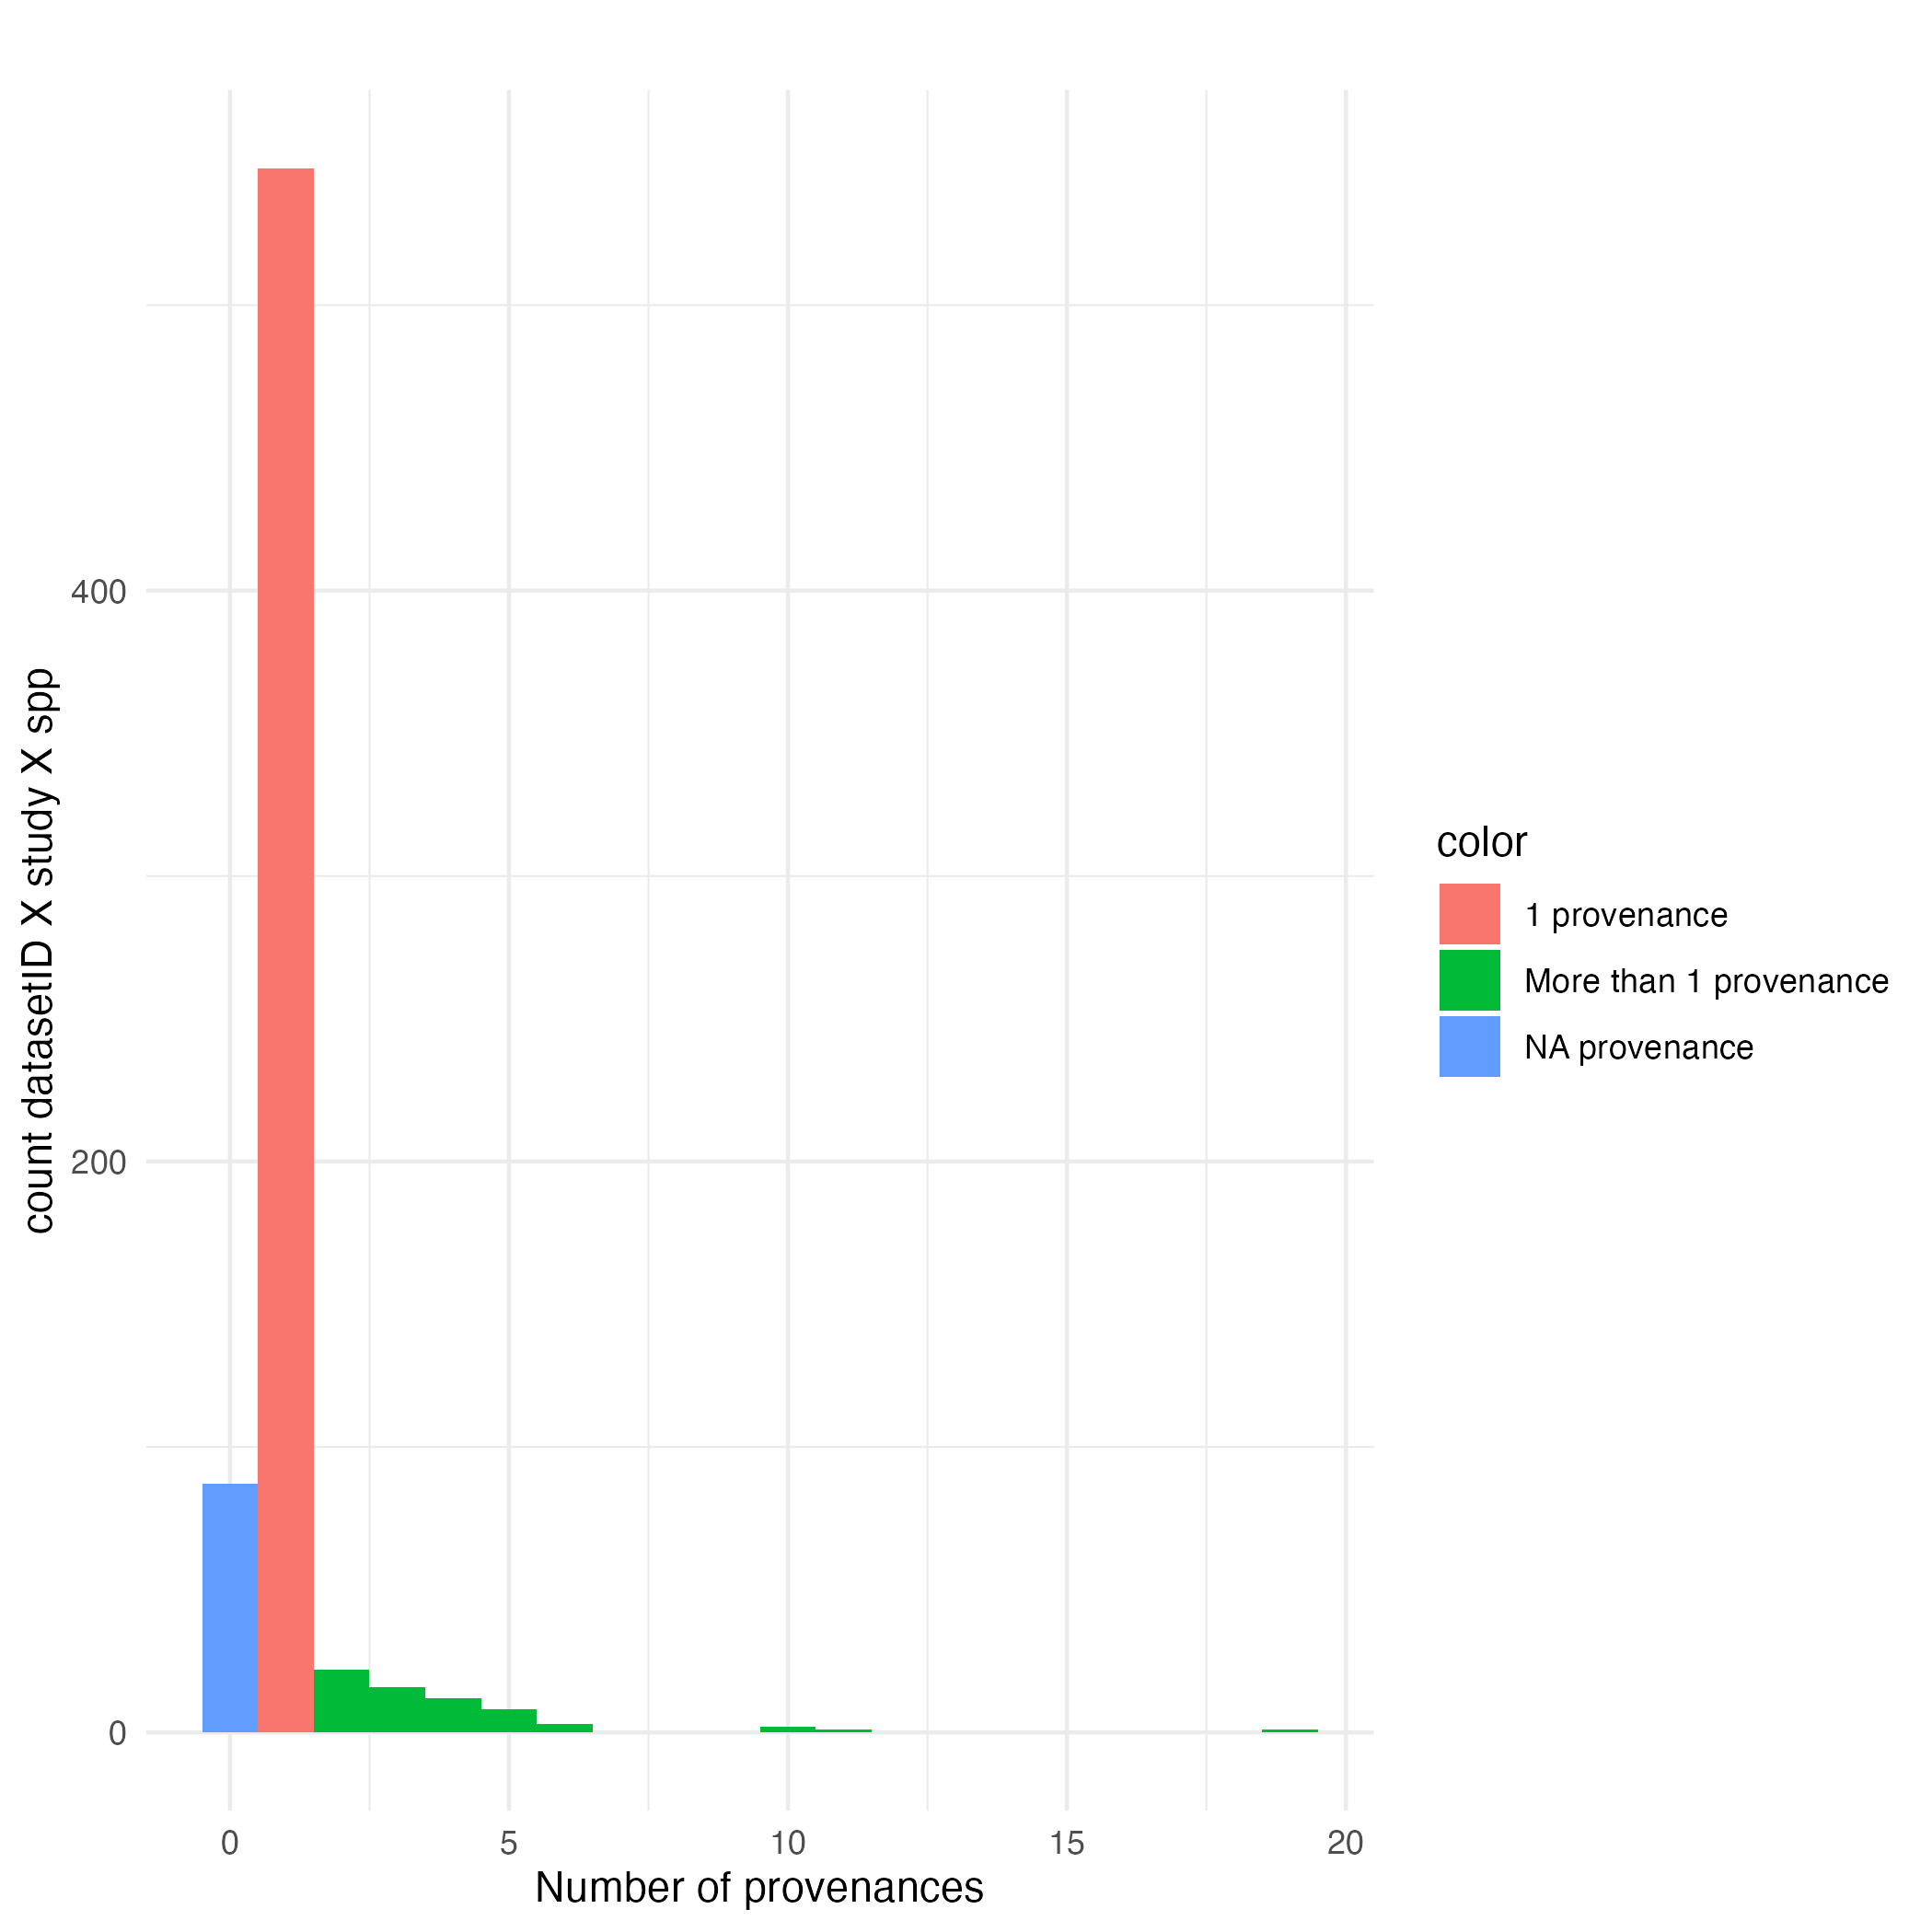 count datasetID X study X spp
400
200
0
0 5 10 15 20
Number of provenances
color
1 provenance
More than 1 provenance
NA provenance